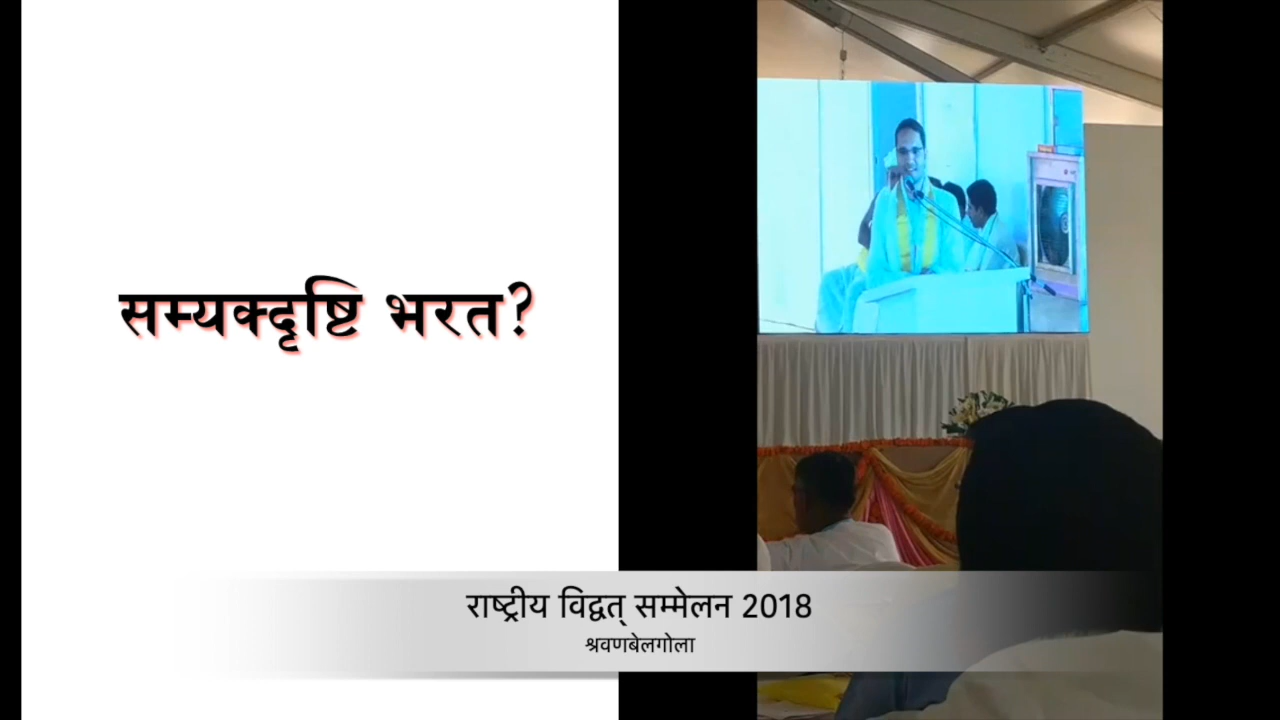 सम्यक्दृष्टि भरत?
राष्ट्रीय विद्वत् सम्मेलन 2018
श्रवणबेलगोला